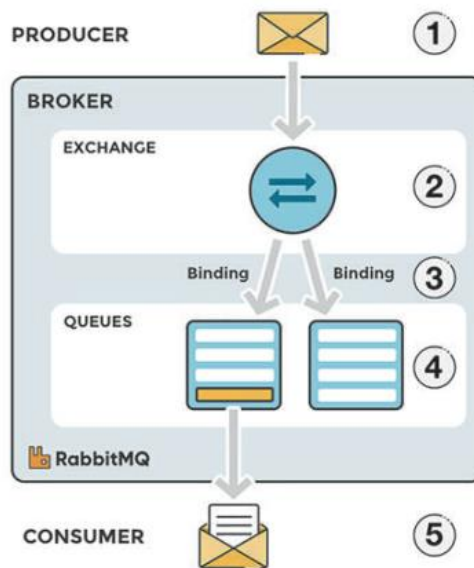 PRODUCER 1
BROKER
EXCHANGE
2
Binding Binding 3
QUEUES
4
RabbitMQ
CONSUMER 5